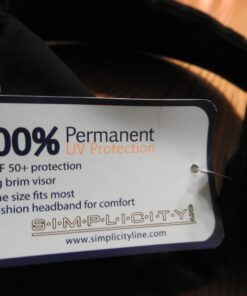 00% Permanent
UV Protection
F 50+ protection
g brim visor
ne size fits most
shion headband for comfort
S·I·M·P·L·I·C·I·T·Y
www.simplicityline.com